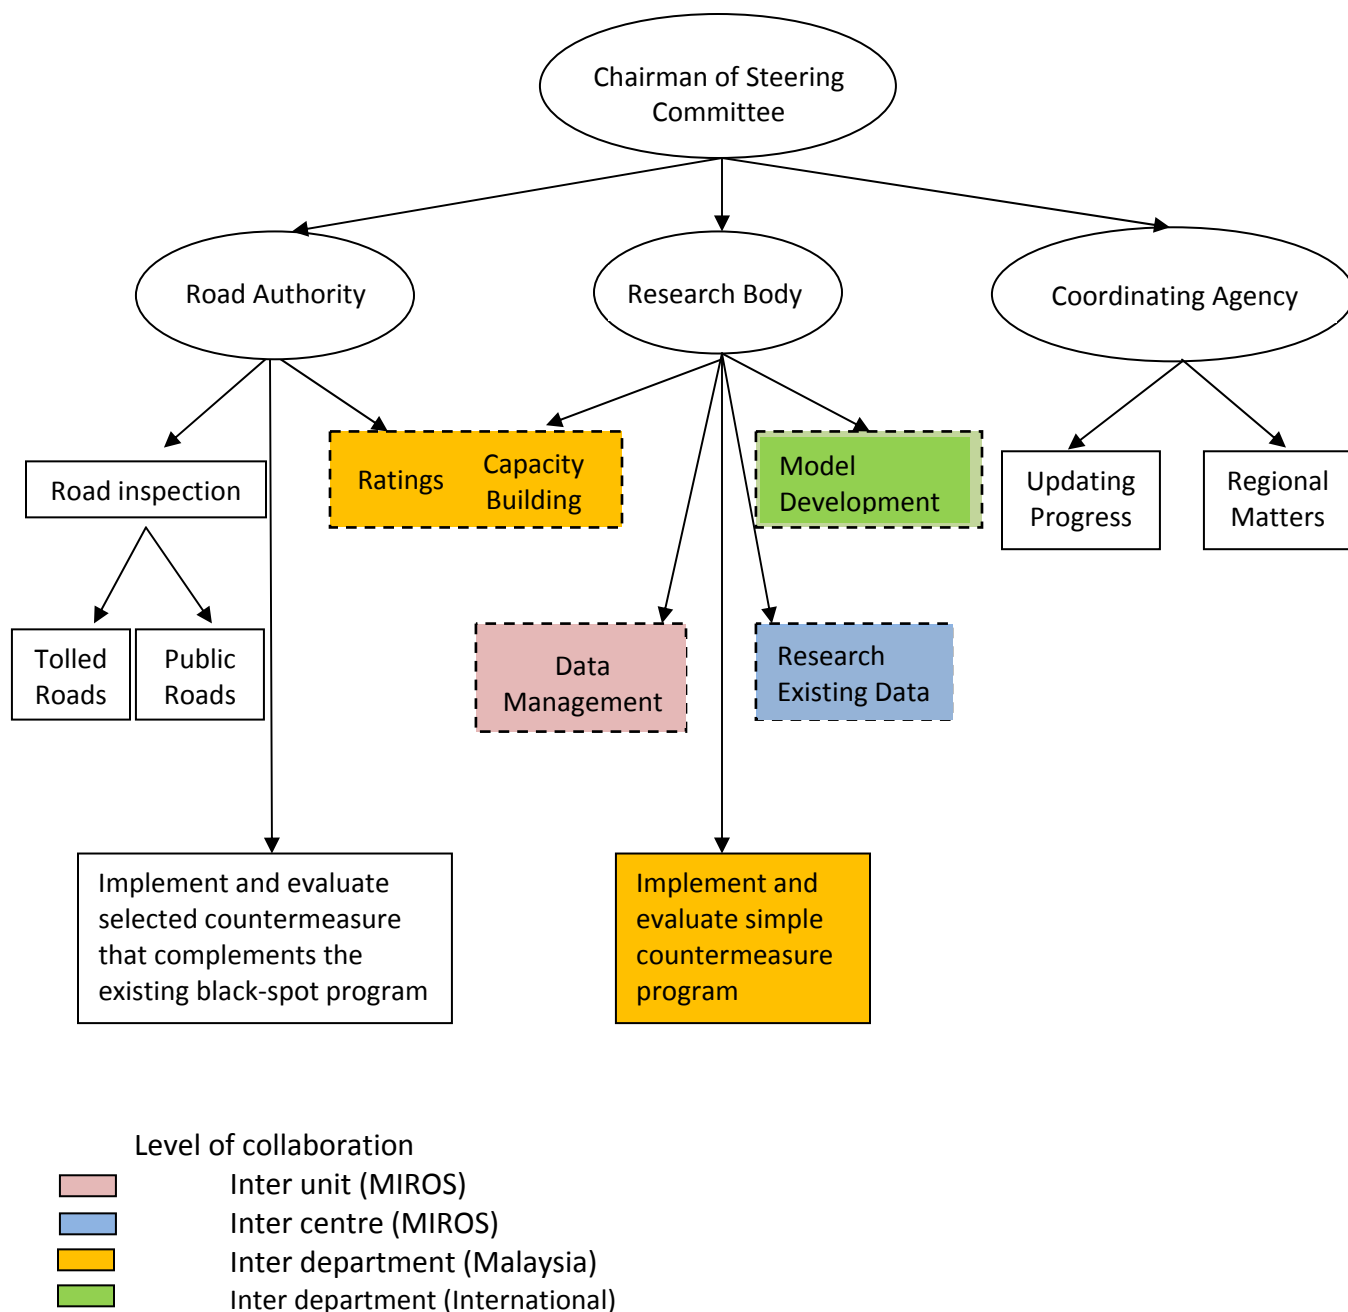 Chairman of Steering
Committee
Road Authority
Research Body
Coordinating Agency
Road inspection
Ratings
Capacity
Building
Model
Development
Updating
Progress
Regional
Matters
Tolled
Roads
Public
Roads
Data
Management
Research
Existing Data
Implement and evaluate
selected countermeasure
that complements the
existing black-spot program
Implement and
evaluate simple
countermeasure
program
Level of collaboration
Inter unit (MIROS)
Inter centre (MIROS)
Inter department (Malaysia)
Inter department (International)